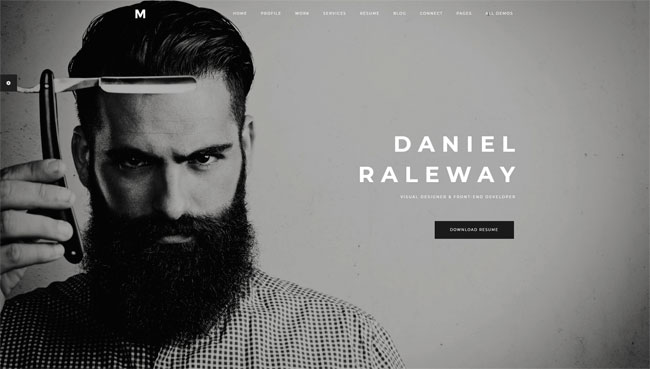 M
HOME PROFILE WORK SERVICES RESUME BLOG CONNECT PAGES ALL DEMOS
DANIEL
RALEWAY
VISUAL DESIGNER & FRONT-END DEVELOPER
DOWNLOAD RESUME